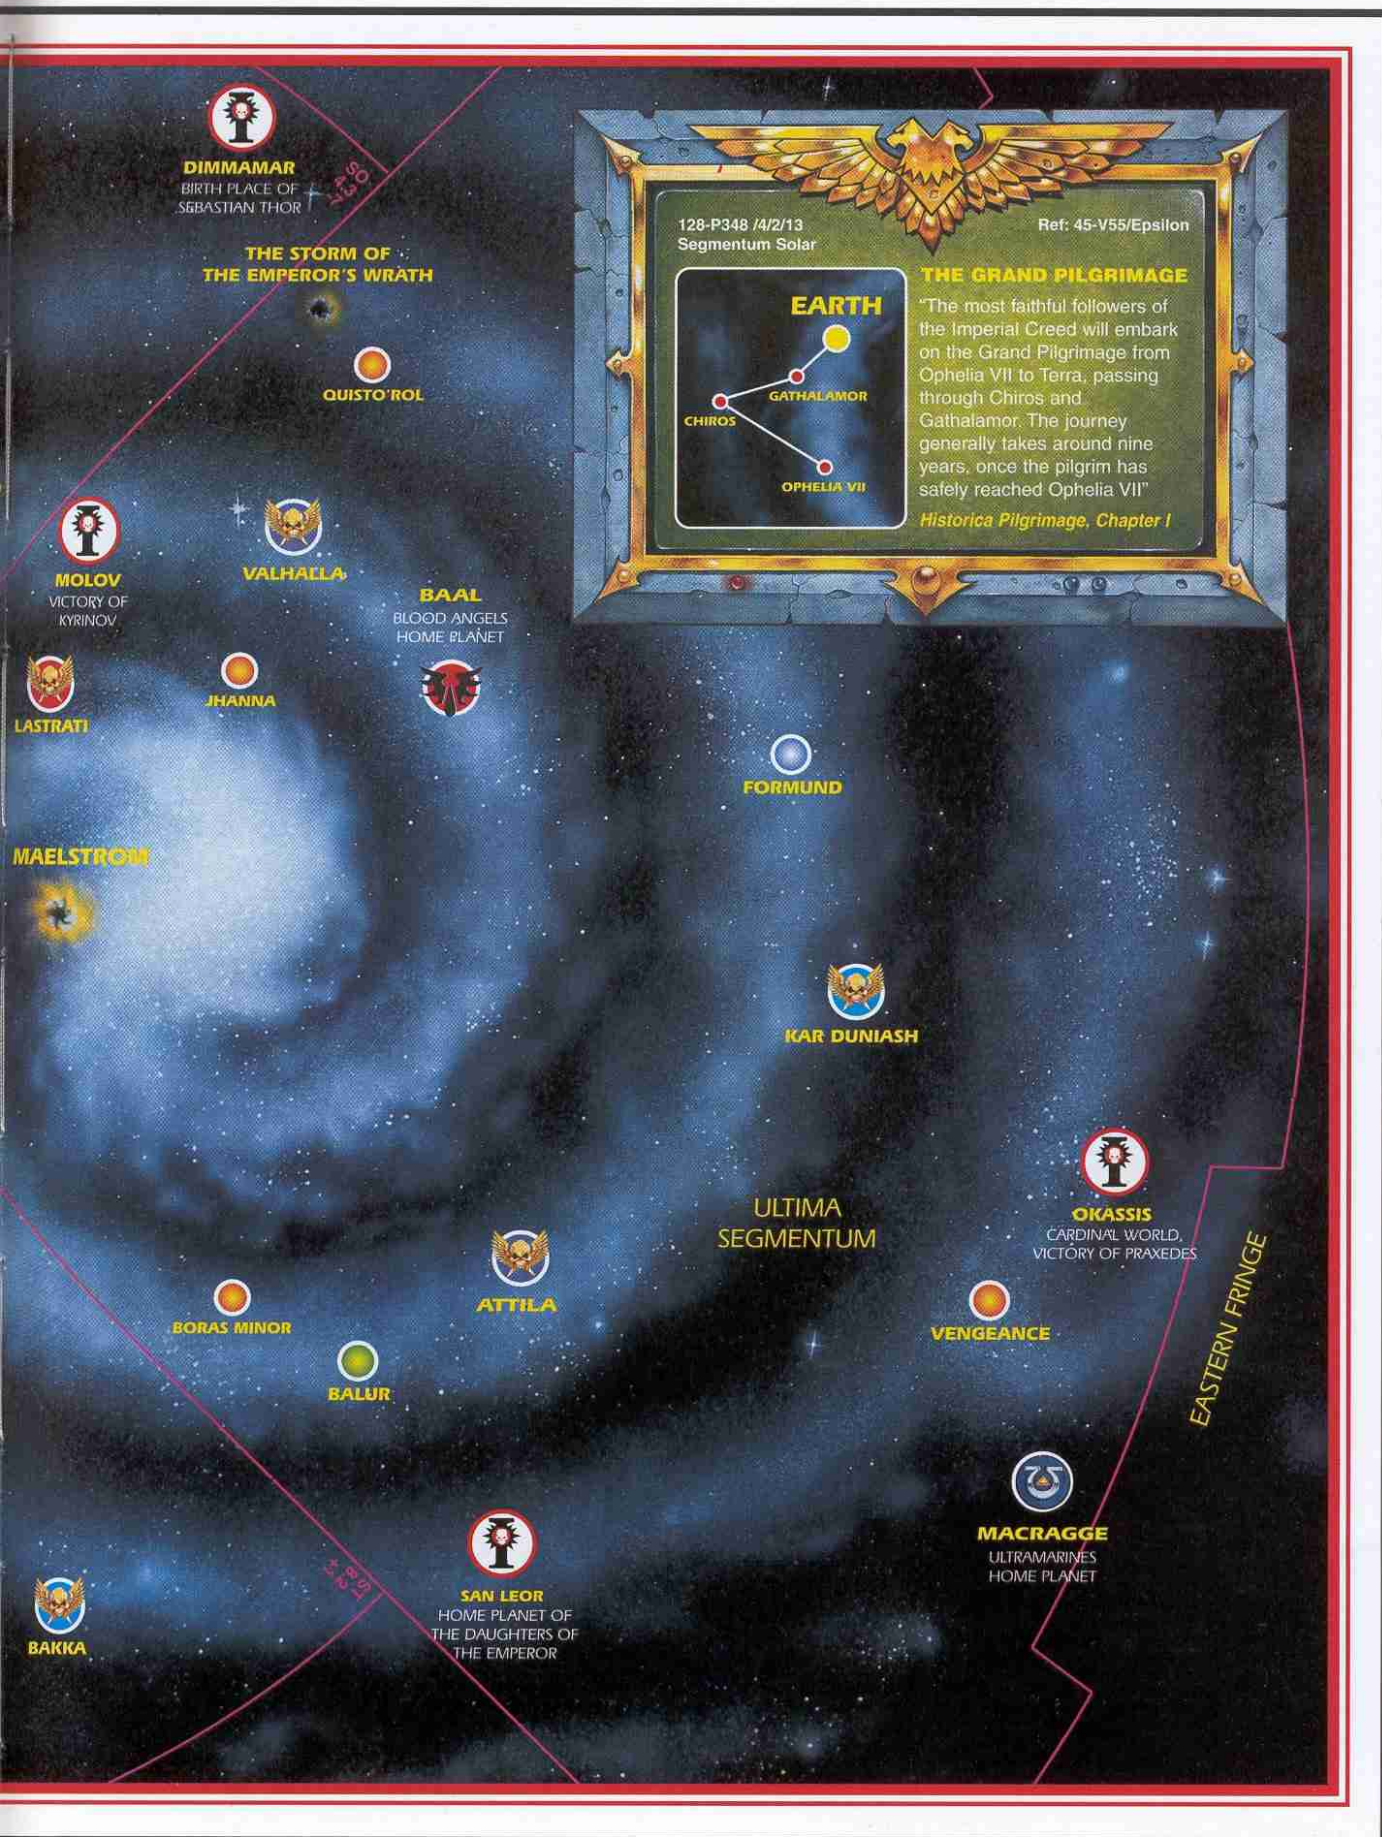 DIMMAMAR
BIRTH PLACE OF
SEBASTIAN THOR
THE STORM OF
THE EMPEROR'S WRATH
QUISTO'ROL
128-P348 /4/2/13
Segmentum Solar
Ref: 45-V55/Epsilon
EARTH
GATHALAMOR
CHIROS
OPHELIA VII
THE GRAND PILGRIMAGE
"The most faithful followers of
the Imperial Creed will embark
on the Grand Pilgrimage from
Ophelia VII to Terra, passing
through Chiros and
Gathalamor. The journey
generally takes around nine
years, once the pilgrim has
safely reached Ophelia VII"
Historica Pilgrimage, Chapter I
MOLOV
VICTORY OF
KYRINOV
VALHALLA
BAAL
BLOOD ANGELS
HOME PLANET
LASTRATI
JHANNA
FORMUND
MAELSTROM
KAR DUNIASH
ULTIMA
SEGMENTUM
OKASSIS
CARDINAL WORLD,
VICTORY OF PRAXEDES
EASTERN FRINGE
ATTILA
BORAS MINOR
VENGEANCE
BALUR
MACRAGGE
ULTRAMARINES
HOME PLANET
SAN LEOR
HOME PLANET OF
THE DAUGHTERS OF
THE EMPEROR
BAKKA